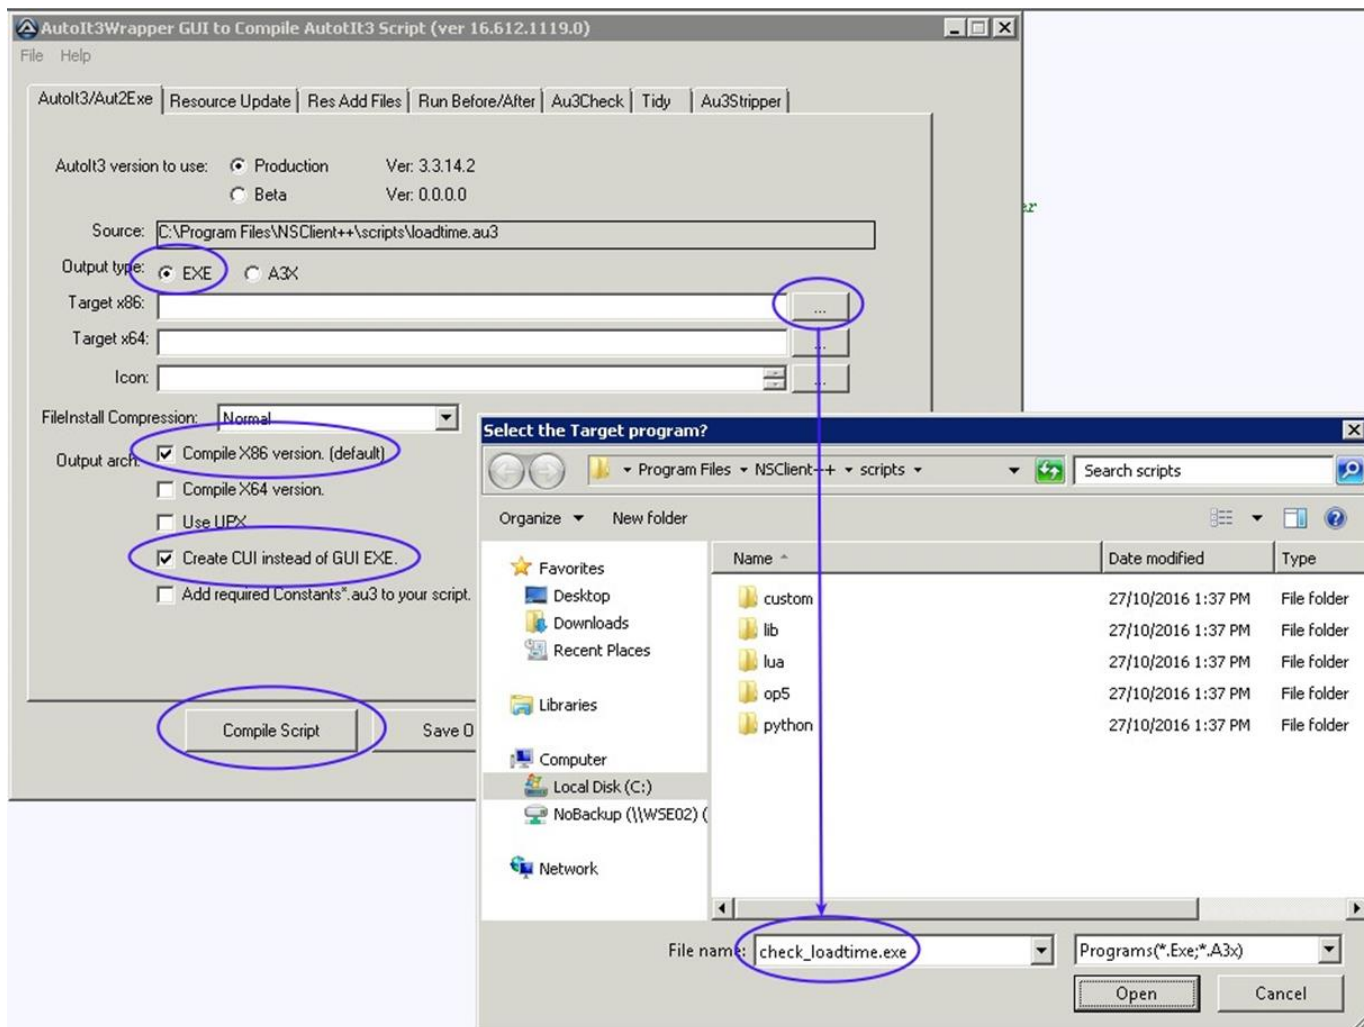 AutoIt3Wrapper GUI to Compile AutotIt3 Script (ver 16.612.1119.0)
File Help
AutoIt3/Aut2Exe Resource Update Res Add Files Run Before/After Au3Check Tidy Au3Stripper
AutoIt3 version to use: Production Ver: 3.3.14.2
Beta Ver: 0.0.0.0
er
Source: C:\Program Files\NSClient++\scripts\loadtime.au3
Output type: EXE A3X
Target x86: ...
Target x64: ...
Icon: ...
FileInstall Compression: Normal
Output arch: Compile X86 version. (default)
Compile X64 version.
Use UPX
Create CUI instead of GUI EXE.
Add required Constants*.au3 to your script.
Compile Script Save O
Select the Target program?
Program Files NSClient++ scripts Search scripts
Organize New folder
Favorites
Desktop
Downloads
Recent Places
Libraries
Computer
Local Disk (C:)
NoBackup (\\WSE02) (
Network
Name Date modified Type
custom 27/10/2016 1:37 PM File folder
lib 27/10/2016 1:37 PM File folder
lua 27/10/2016 1:37 PM File folder
op5 27/10/2016 1:37 PM File folder
python 27/10/2016 1:37 PM File folder
File name: check_loadtime.exe Programs(*.Exe;*.A3x)
Open Cancel